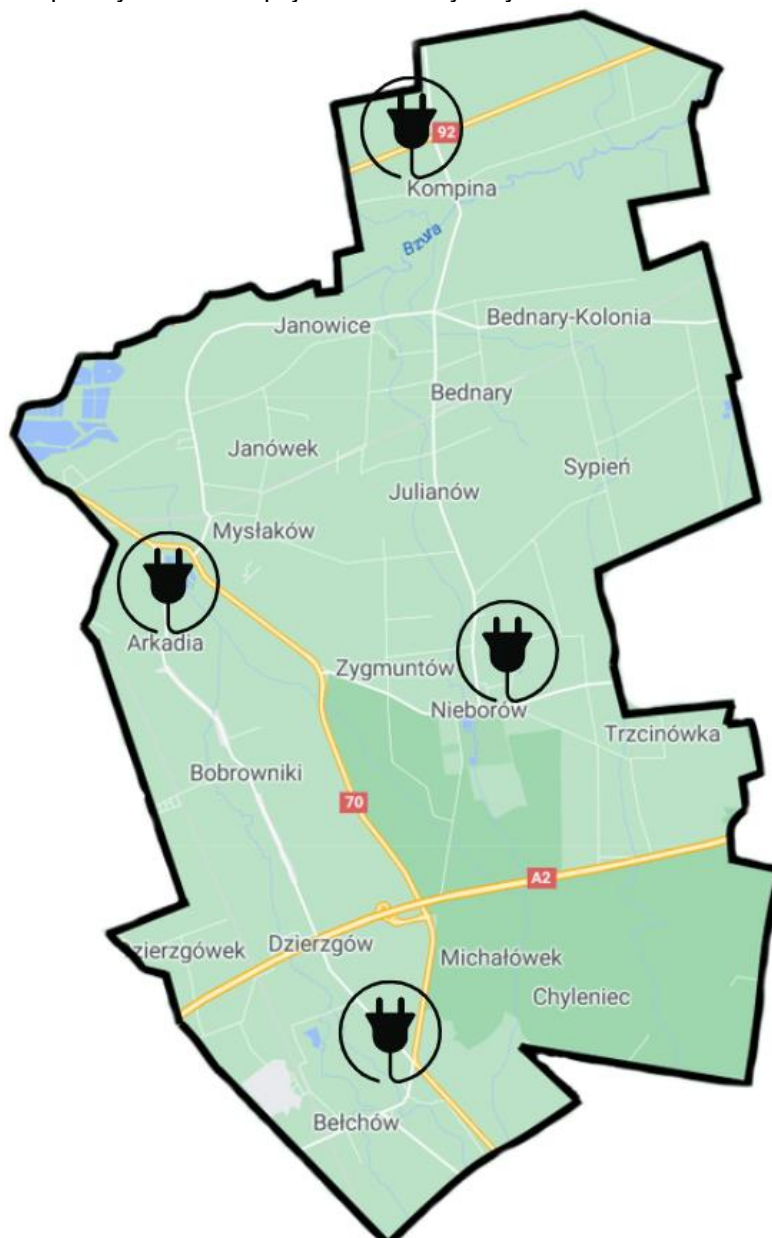 92
Kompina
Bzura
Janowice
Bednary-Kolonia
Bednary
Janówek
Sypień
Julianów
Mysłaków
Arkadia
Zygmuntów
Nieborów
Trzcinówka
Bobrowniki
70
A2
zierzgówek
Dzierzgów
Michałówek
Chyleniec
Bełchów